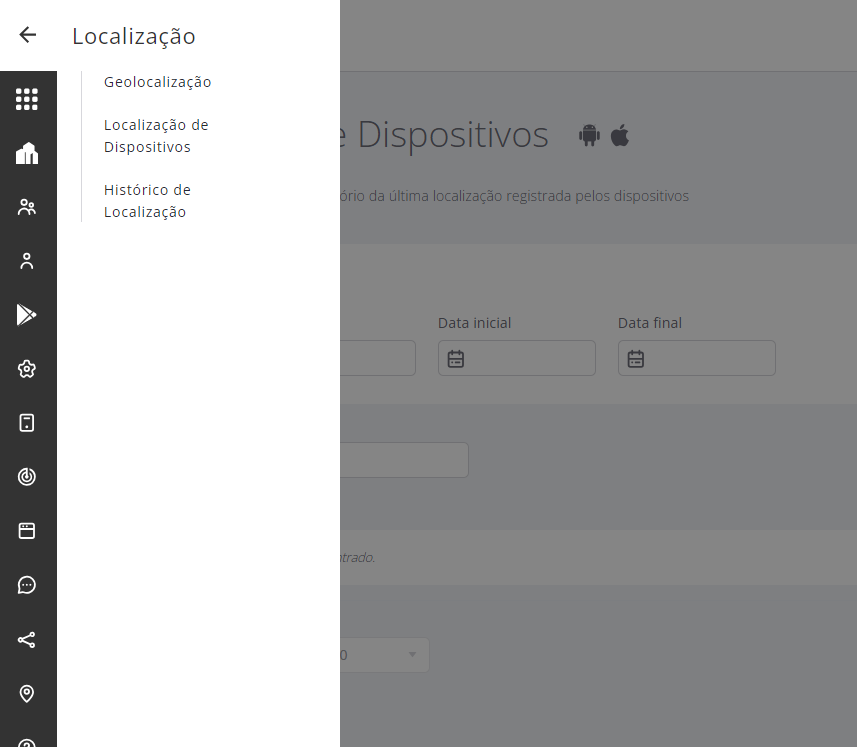 Localização
Geolocalização
Localização de
Dispositivos
Histórico de
Localização
e Dispositivos
ório da última localização registrada pelos dispositivos
Data inicial
Data final
ntrado.
0